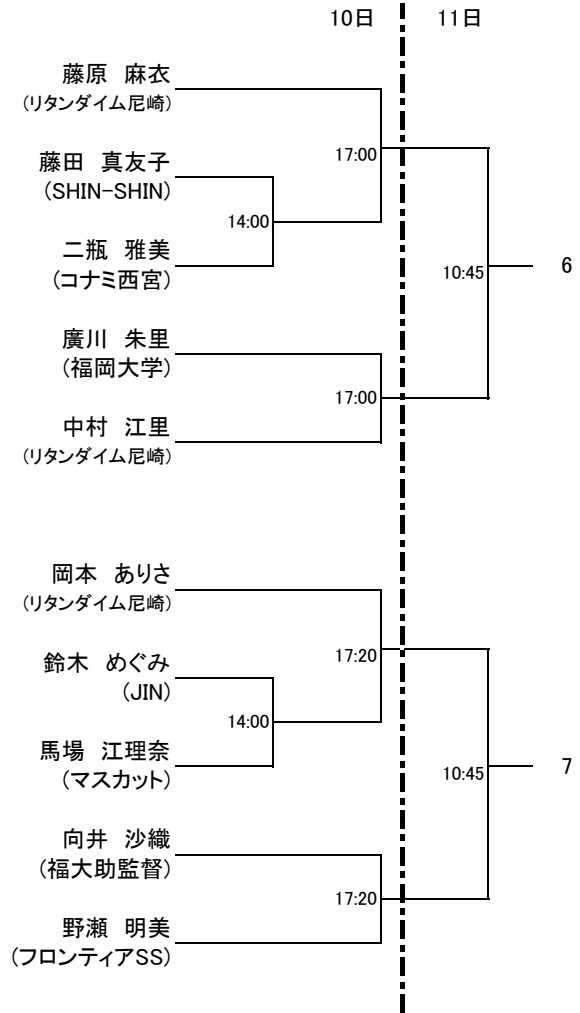 10日 11日
藤原 麻衣
(リタンダイム尼崎)
17:00
藤田 真友子
(SHIN-SHIN)
14:00
二瓶 雅美
(コナミ西宮)
10:45
6
廣川 朱里
(福岡大学)
17:00
中村 江里
(リタンダイム尼崎)
岡本 ありさ
(リタンダイム尼崎)
17:20
鈴木 めぐみ
(JIN)
14:00
馬場 江理奈
(マスカット)
10:45
7
向井 沙織
(福大助監督)
17:20
野瀬 明美
(フロンティアSS)